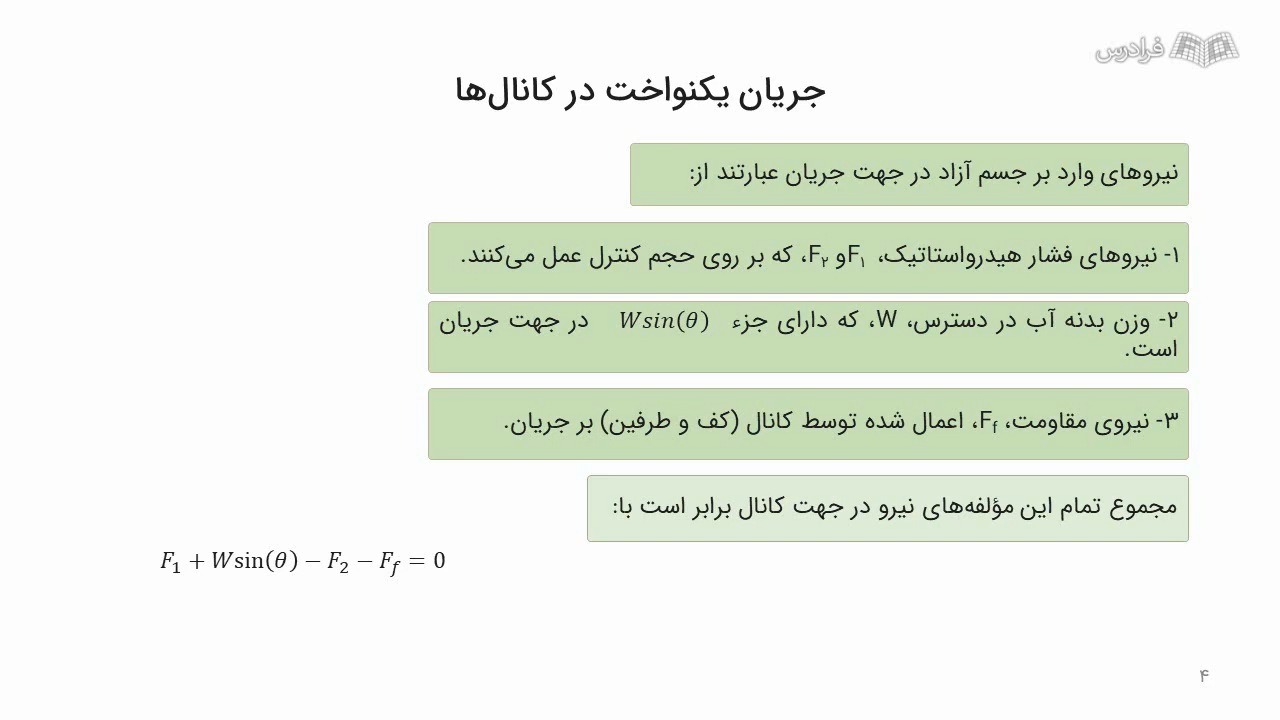 فرادرس
جریان یکنواخت در کانال‌ها
نیروهای وارد بر جسم آزاد در جهت جریان عبارتند از:
۱- نیروهای فشار هیدرواستاتیک، F۱ و F۲، که بر روی حجم کنترل عمل می‌کنند.
۲- وزن بدنه آب در دسترس، W، که دارای جزء Wsin(θ) در جهت جریان
است.
۳- نیروی مقاومت، Ff، اعمال شده توسط کانال (کف و طرفین) بر جریان.
مجموع تمام این مؤلفه‌های نیرو در جهت کانال برابر است با:
F₁ + Wsin(θ) − F₂ − Ff = 0
۴